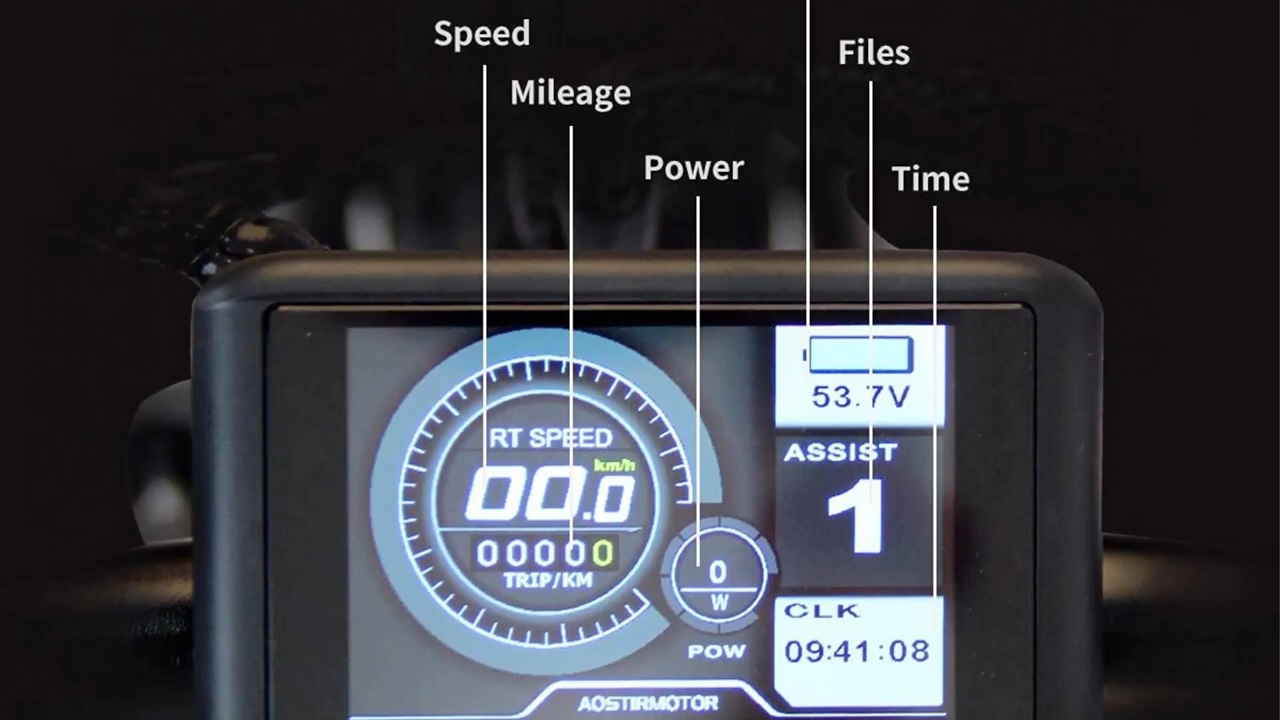 Speed
Files
Mileage
Power
Time
RT SPEED
km/h
00.0
00000
TRIP/KM
0
W
POW
53.7V
ASSIST
1
CLK
09:41:08
AOSTIRMOTOR